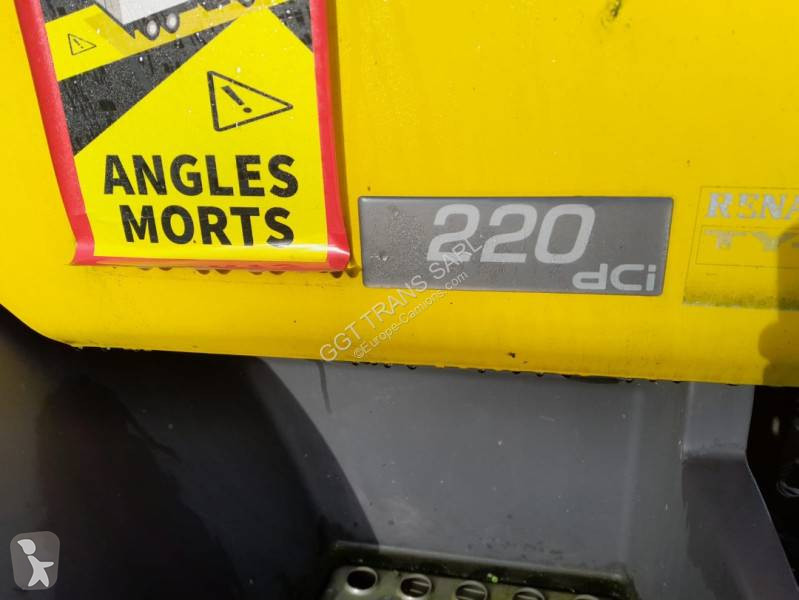 ANGLES
MORTS
220
dCi
GGT TRANS SARL
©Europe-Camions.com